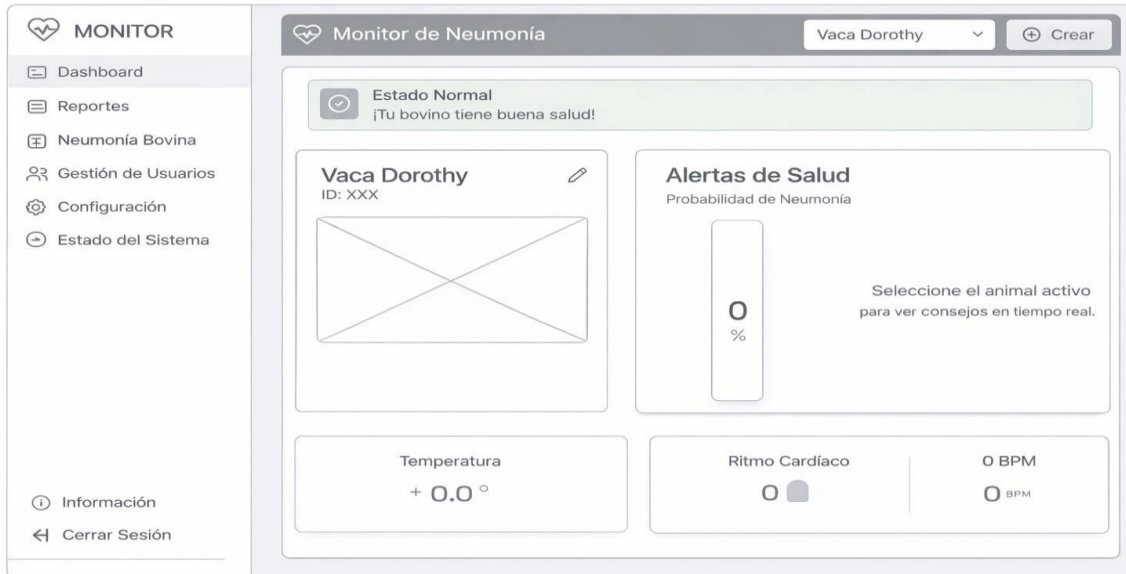 MONITOR
Dashboard
Reportes
Neumonía Bovina
Gestión de Usuarios
Configuración
Estado del Sistema
Información
Cerrar Sesión
Monitor de Neumonía
Vaca Dorothy
Crear
Estado Normal
¡Tu bovino tiene buena salud!
Vaca Dorothy
ID: XXX
Alertas de Salud
Probabilidad de Neumonía
0
%
Seleccione el animal activo
para ver consejos en tiempo real.
Temperatura
+ 0.0 °
Ritmo Cardíaco
0
0 BPM
0 BPM